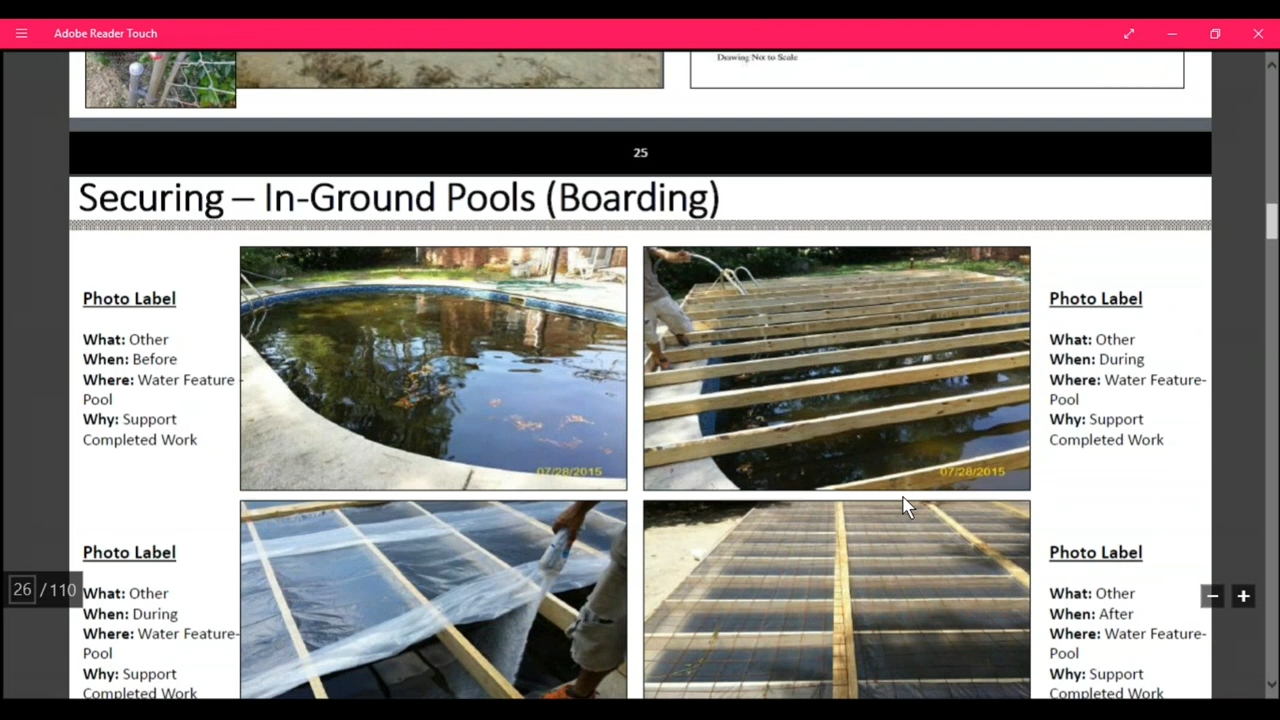 Adobe Reader Touch
Drawing Not to Scale
25
Securing – In-Ground Pools (Boarding)
Photo Label
What: Other
When: Before
Where: Water Feature -
Pool
Why: Support
Completed Work
07/28/2015
07/28/2015
Photo Label
What: Other
When: During
Where: Water Feature-
Pool
Why: Support
Completed Work
Photo Label
What: Other
When: During
Where: Water Feature-
Pool
Why: Support
Completed Work
Photo Label
What: Other
When: After
Where: Water Feature-
Pool
Why: Support
Completed Work
26 / 110